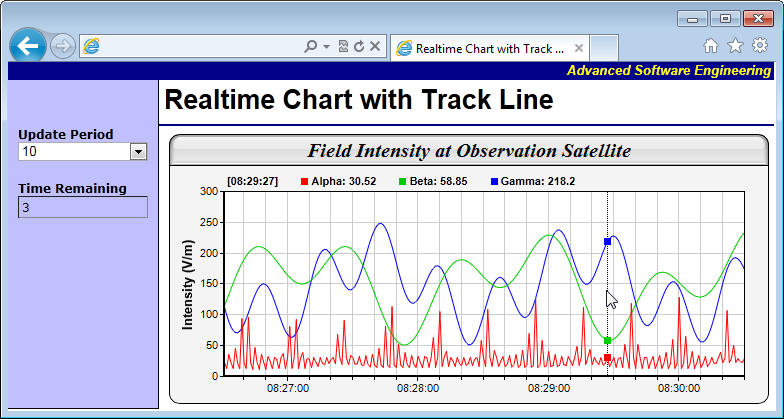 Realtime Chart with Track ...
Advanced Software Engineering
Realtime Chart with Track Line
Update Period
10
Time Remaining
3
Field Intensity at Observation Satellite
[08:29:27] Alpha: 30.52 Beta: 58.85 Gamma: 218.2
Intensity (V/m)
300
250
200
150
100
50
0
08:27:00 08:28:00 08:29:00 08:30:00